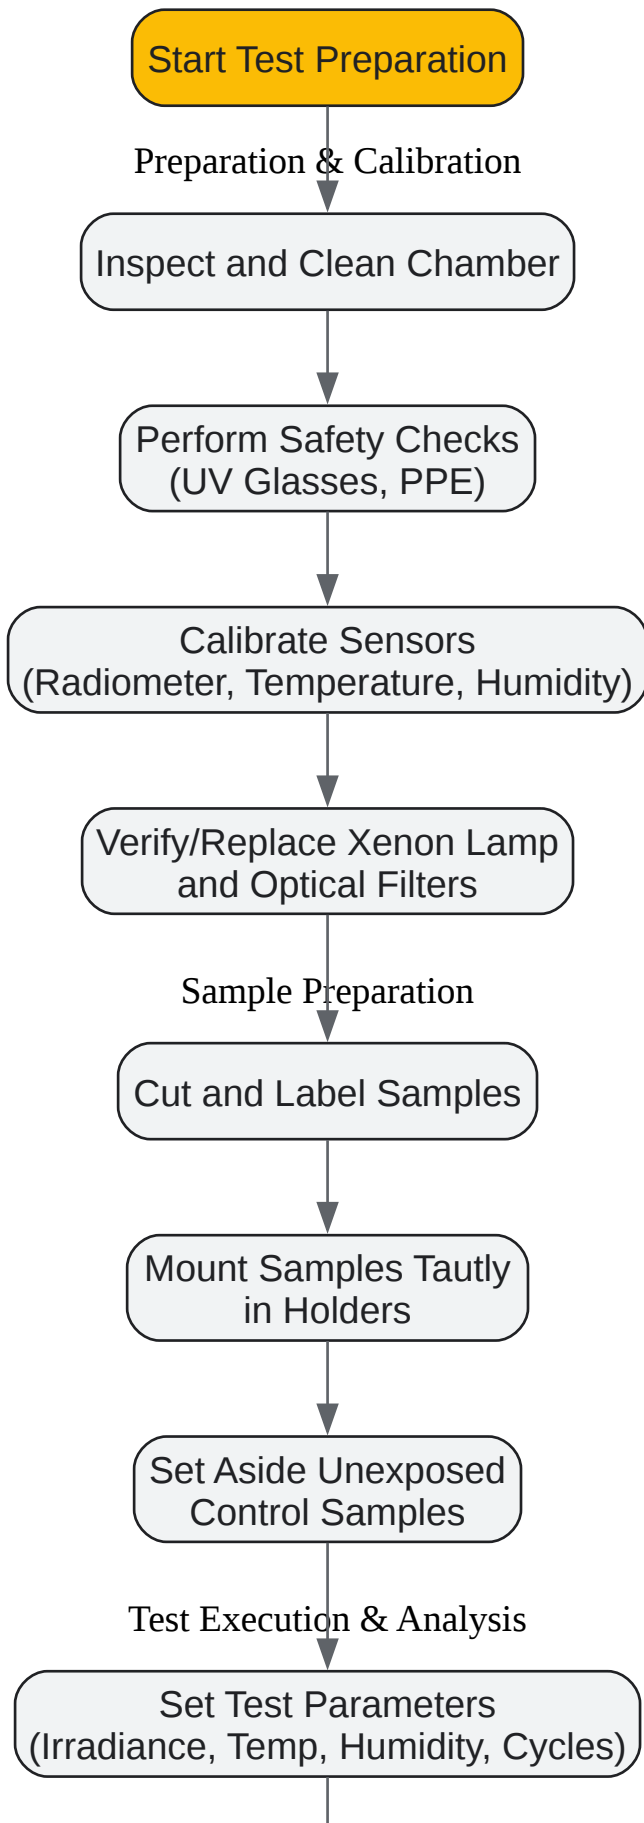 Start Test Preparation
Preparation & Calibration
Inspect and Clean Chamber
Perform Safety Checks
(UV Glasses, PPE)
Calibrate Sensors
(Radiometer, Temperature, Humidity)
Verify/Replace Xenon Lamp
and Optical Filters
Sample Preparation
Cut and Label Samples
Mount Samples Tautly
in Holders
Set Aside Unexposed
Control Samples
Test Execution & Analysis
Set Test Parameters
(Irradiance, Temp, Humidity, Cycles)